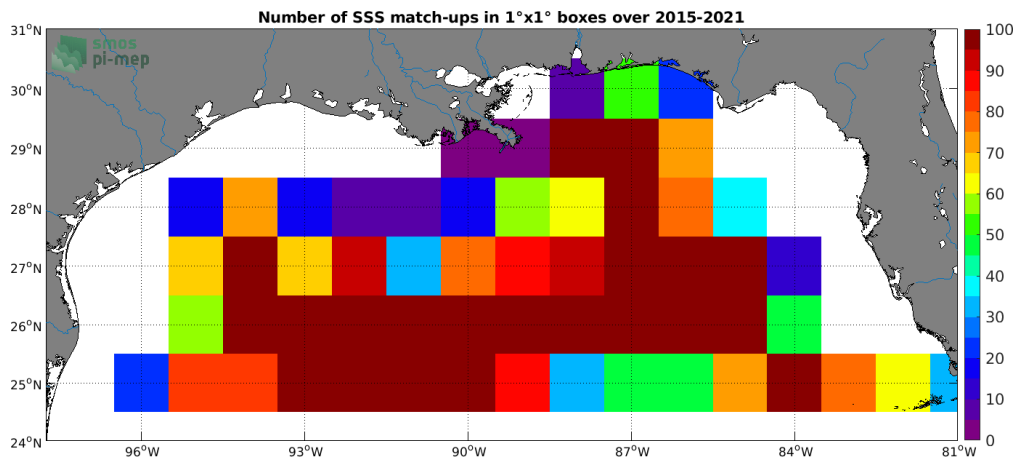 Number of SSS match-ups in 1°x1° boxes over 2015-2021
smos
pi-mep
31°N
30°N
29°N
28°N
27°N
26°N
25°N
24°N
96°W
93°W
90°W
87°W
84°W
81°W
100
90
80
70
60
50
40
30
20
10
0